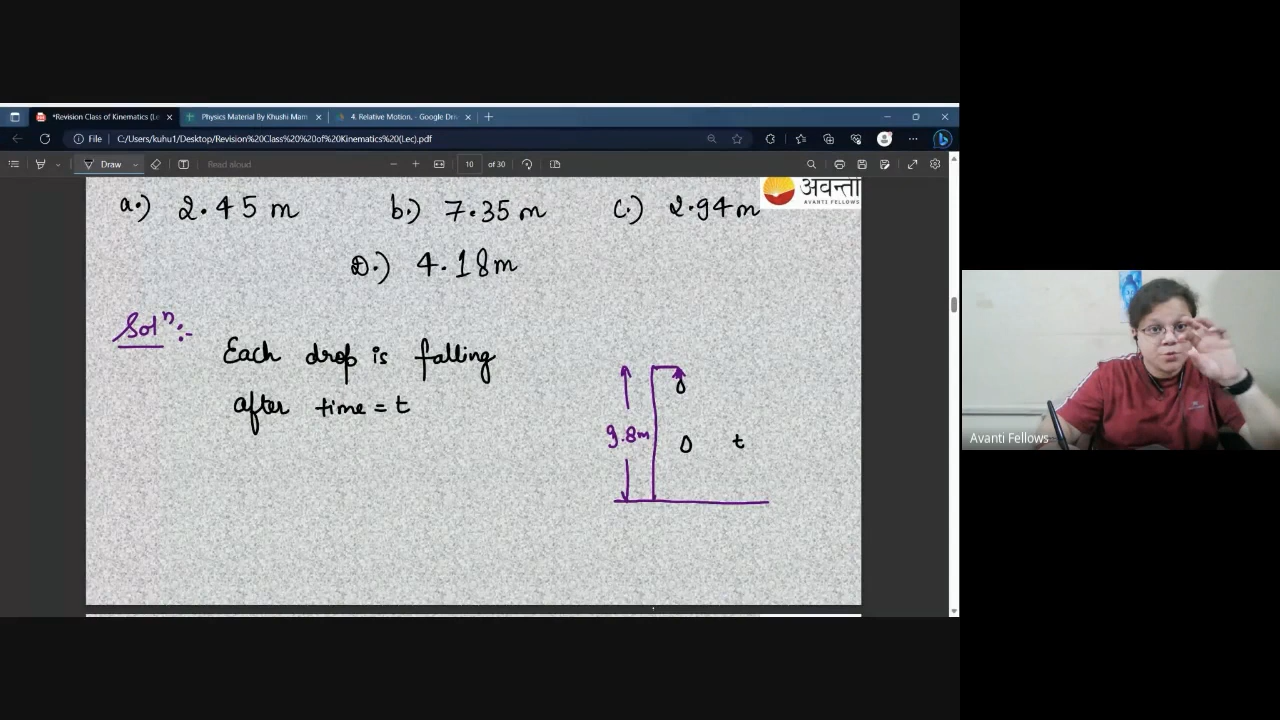 *Revision Class of Kinematics (Le
Physics Material By Khushi Mam
4. Relative Motion. - Google Dri
File
C:/Users/kuhu1/Desktop/Revision%20Class%20%20of%20Kinematics%20(Lec).pdf
Draw
Read aloud
10
of 30
अवन्ती
AVANTI FELLOWS
a.) 2.45 m
b.) 7.35 m
c.) 2.94 m
D.) 4.18m
Solⁿ:-
Each drop is falling
after time = t
9.8m
t
Avanti Fellows